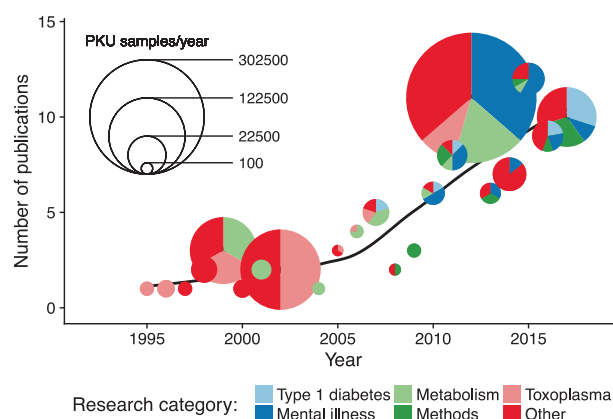 15
PKU samples/year
302500
122500
22500
100
10
5
0
Number of publications
1995
2000
2005
2010
2015
Year
Research category:
Type 1 diabetes
Metabolism
Toxoplasma
Mental illness
Methods
Other